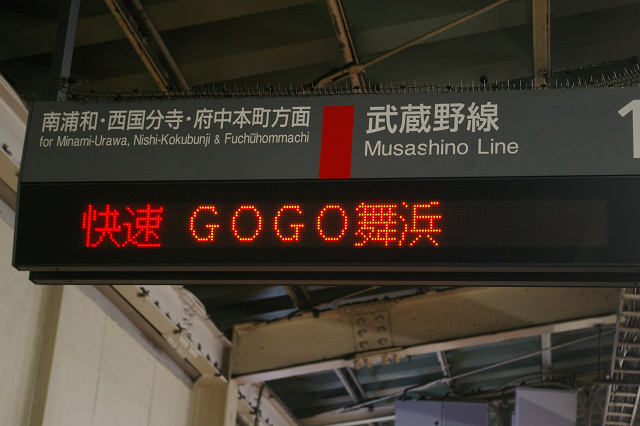 南浦和・西国分寺・府中本町方面
for Minami-Urawa, Nishi-Kokubunji & Fuchūhommachi
武蔵野線
Musashino Line
1
快速 GOGO舞浜